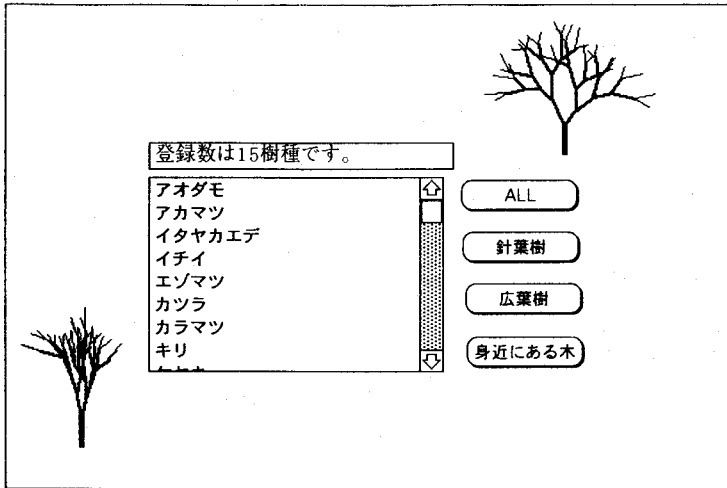 登録数は15樹種です。
アオダモ
アカマツ
イタヤカエデ
イチイ
エゾマツ
カツラ
カラマツ
キリ
ALL
針葉樹
広葉樹
身近にある木